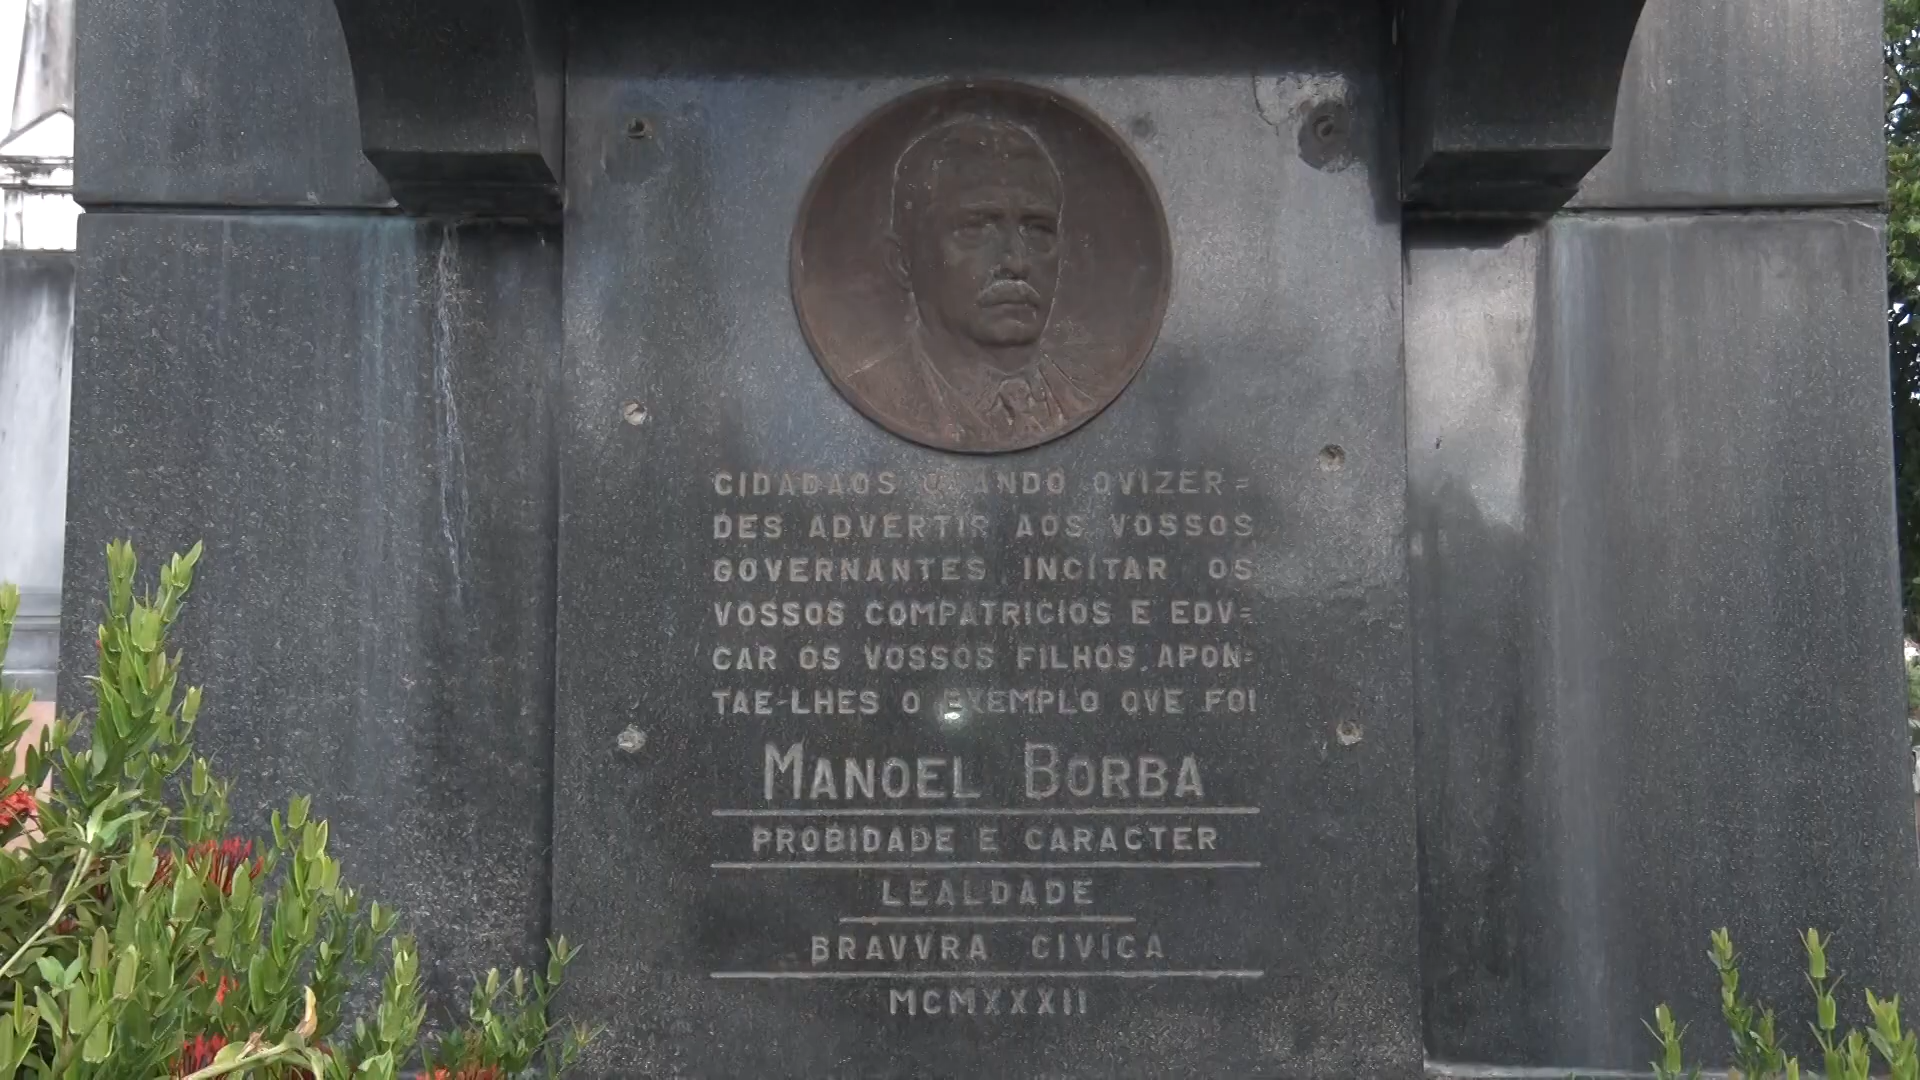 CIDADAOS QUANDO QVIZER=
DES ADVERTIR AOS VOSSOS
GOVERNANTES INCITAR OS
VOSSOS COMPATRICIOS E EDV=
CAR OS VOSSOS FILHOS, APON=
TAE-LHES O EXEMPLO QVE FOI
MANOEL BORBA
PROBIDADE E CARACTER
LEALDADE
BRAVVRA CIVICA
MCMXXXII